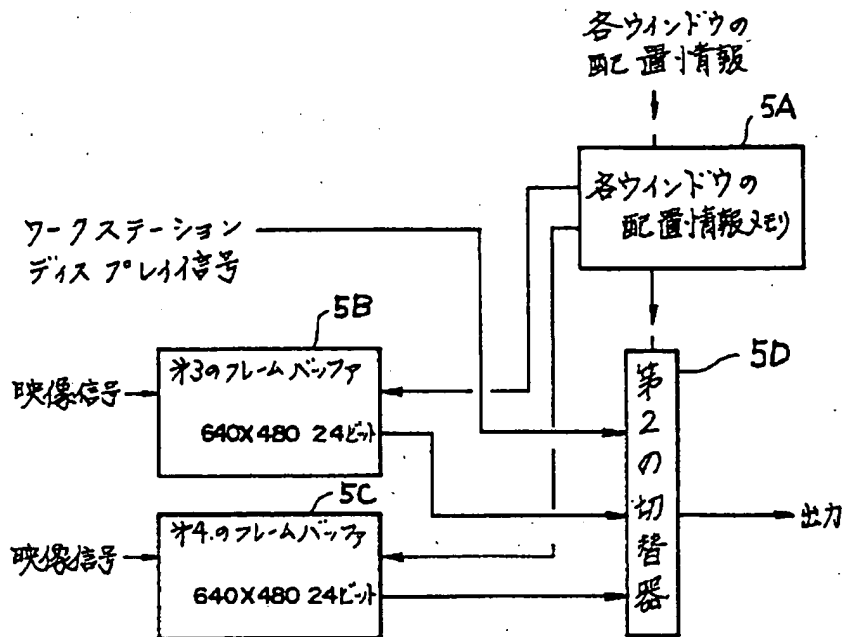 各ウインドウの
配置情報
5A
各ウインドウの
配置情報メモリ
ワークステーション
ディスプレイ信号
5B
第3のフレームバッファ
640X480 24ビット
映像信号
5C
第4のフレームバッファ
640X480 24ビット
映像信号
5D
第2の切替器
出力